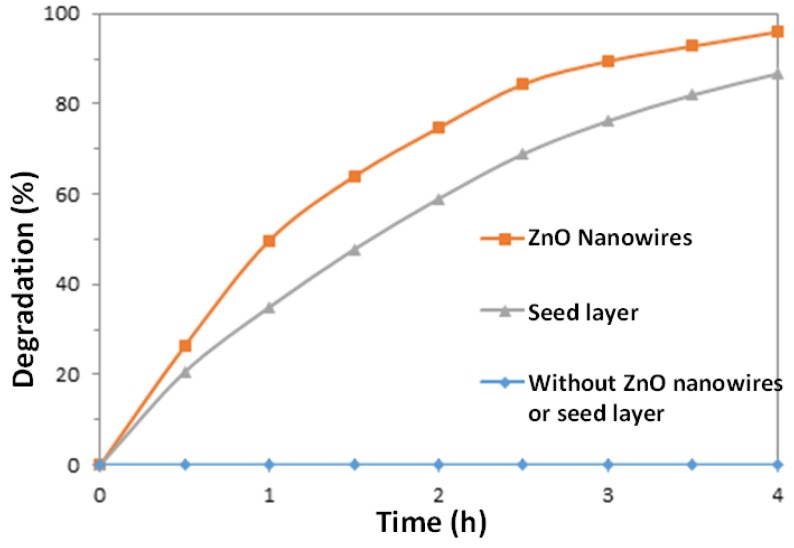 100
80
60
40
20
0
Degradation (%)
ZnO Nanowires
Seed layer
Without ZnO nanowires
or seed layer
0 1 2 3 4
Time (h)